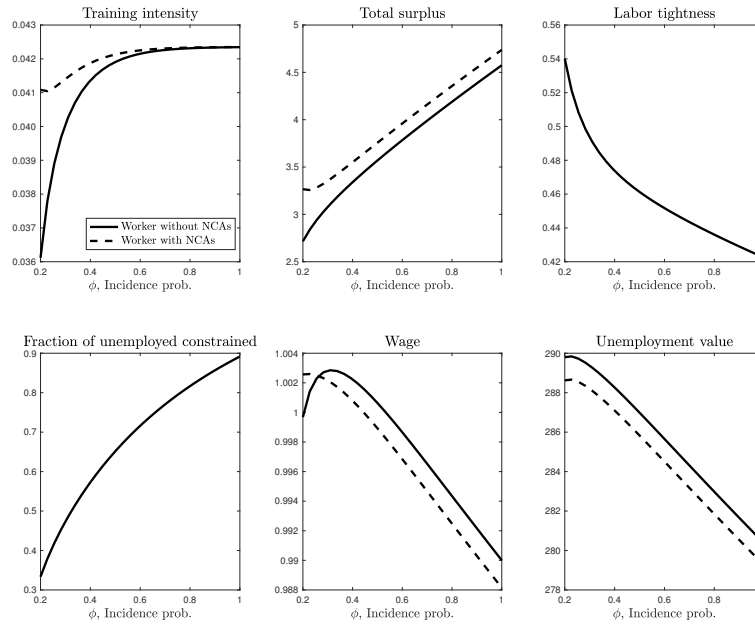 Training intensity
0.043
0.042
0.041
0.040
0.039
0.038
0.037
0.036
0.2 0.4 0.6 0.8 1
ϕ, Incidence prob.
Worker without NCAs
Worker with NCAs
Total surplus
5
4.5
4
3.5
3
2.5
0.2 0.4 0.6 0.8 1
ϕ, Incidence prob.
Labor tightness
0.56
0.54
0.52
0.5
0.48
0.46
0.44
0.42
0.2 0.4 0.6 0.8
ϕ, Incidence prob.
Fraction of unemployed constrained
0.9
0.8
0.7
0.6
0.5
0.4
0.3
0.2 0.4 0.6 0.8 1
ϕ, Incidence prob.
Wage
1.004
1.002
1
0.998
0.996
0.994
0.992
0.99
0.988
0.2 0.4 0.6 0.8 1
ϕ, Incidence prob.
Unemployment value
290
288
286
284
282
280
278
0.2 0.4 0.6 0.8
ϕ, Incidence prob.